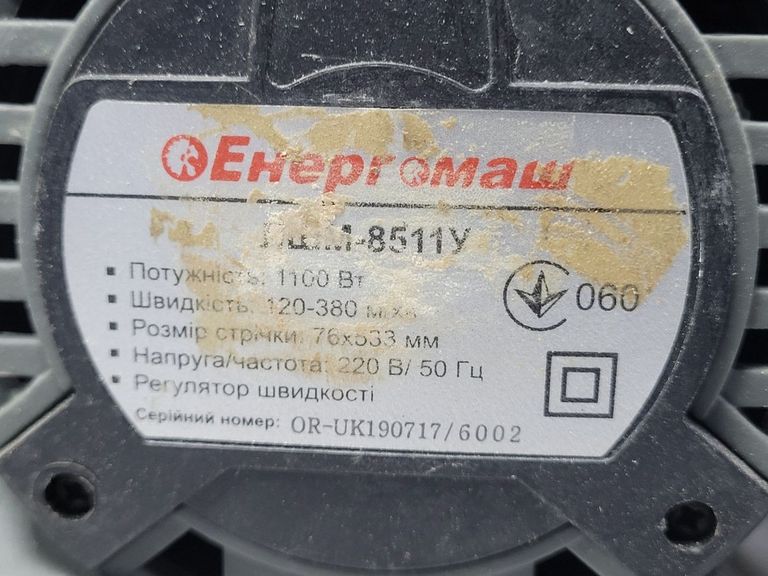 Енергомаш
-8511У
▪ Потужність: 1100 Вт
▪ Швидкість: 120-380 м/хв
▪ Розмір стрічки: 76х533 мм
▪ Напруга/частота: 220 В/ 50 Гц
▪ Регулятор швидкості
060
Серійний номер: OR-UK190717/6002